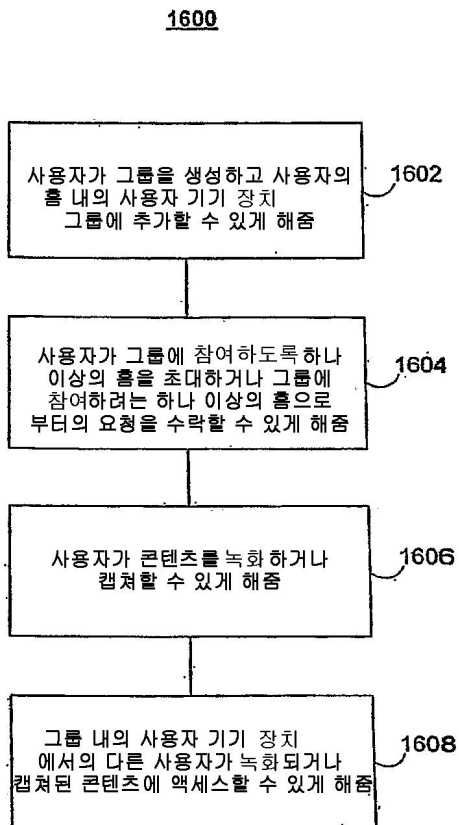 1600
사용자가 그룹을 생성하고 사용자의
홈 내의 사용자 기기 장치
그룹에 추가할 수 있게 해줌
1602
사용자가 그룹에 참여하도록 하나
이상의 홈을 초대하거나 그룹에
참여하려는 하나 이상의 홈으로
부터의 요청을 수락할 수 있게 해줌
1604
사용자가 콘텐츠를 녹화하거나
캡쳐할 수 있게 해줌
1606
그룹 내의 사용자 기기 장치
에서의 다른 사용자가 녹화되거나
캡쳐된 콘텐츠에 액세스할 수 있게 해줌
1608